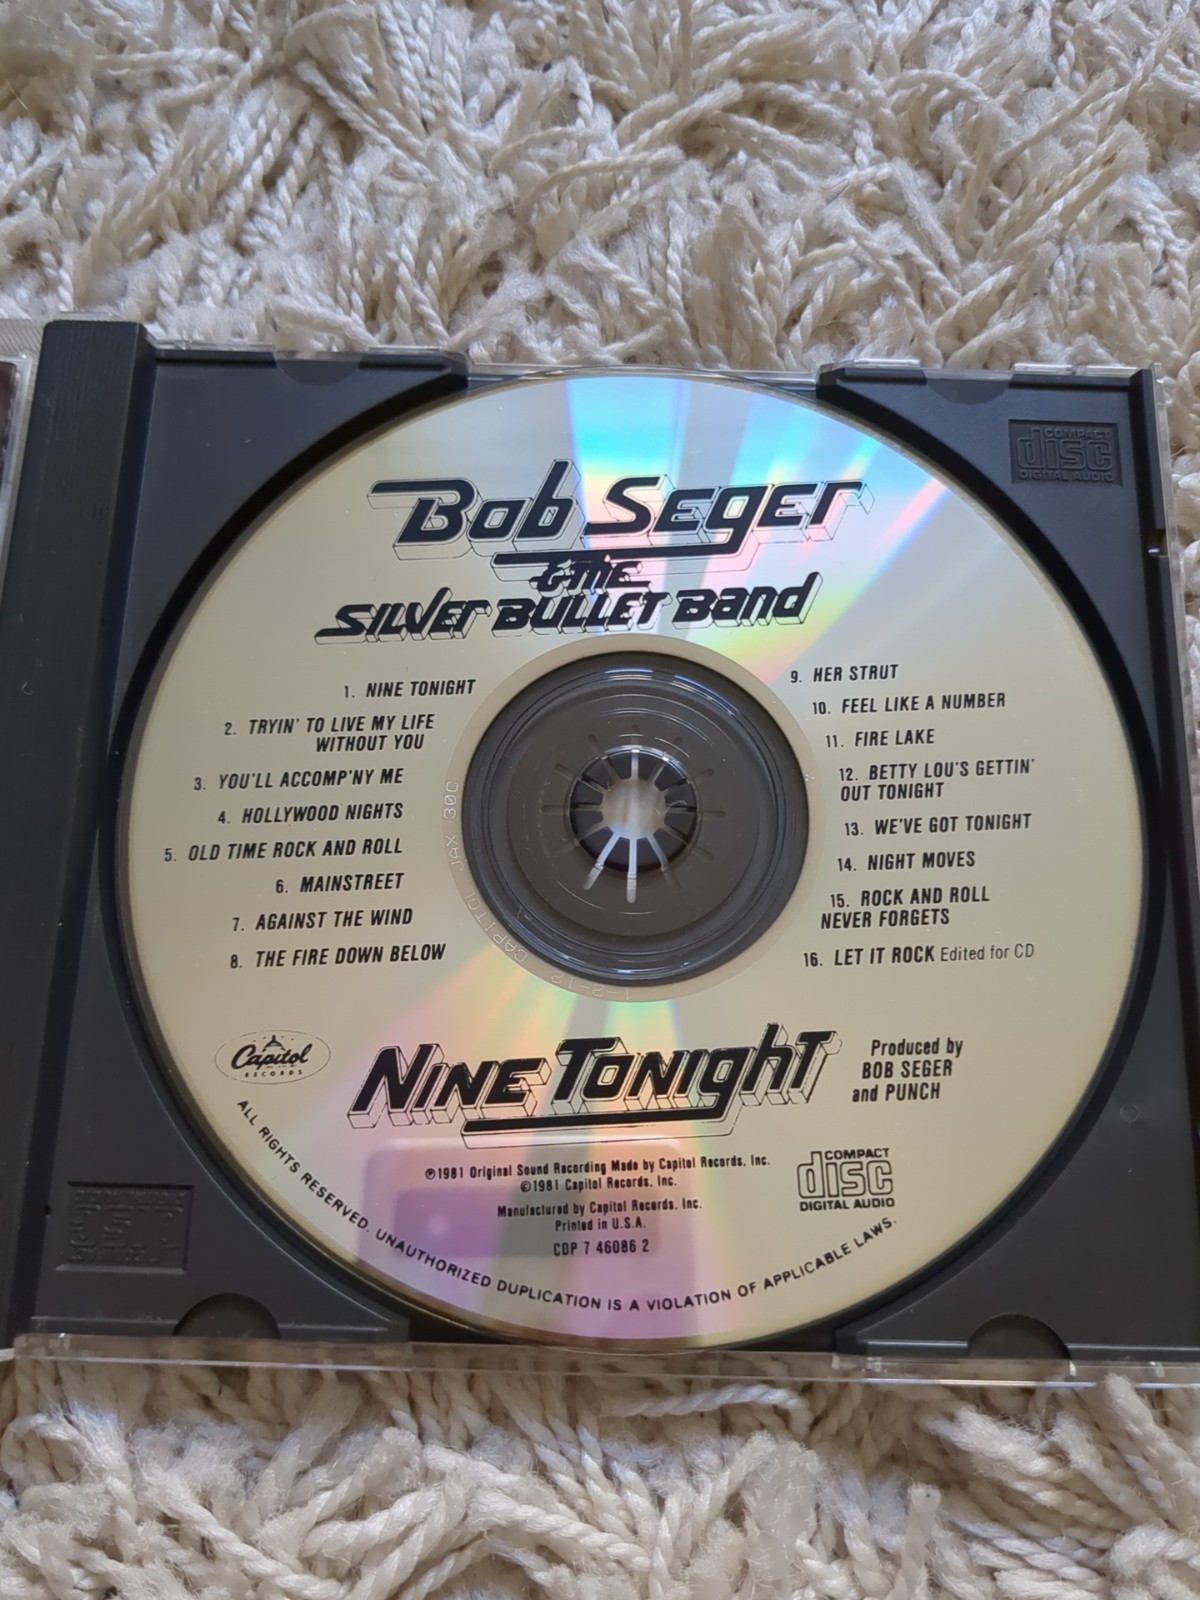 COMPACT
disc
DIGITAL AUDIO
Bob Seger
& THE
SILVER BULLET Band
1. NINE TONIGHT
2. TRYIN' TO LIVE MY LIFE
WITHOUT YOU
3. YOU'LL ACCOMP'NY ME
4. HOLLYWOOD NIGHTS
5. OLD TIME ROCK AND ROLL
6. MAINSTREET
7. AGAINST THE WIND
8. THE FIRE DOWN BELOW
9. HER STRUT
10. FEEL LIKE A NUMBER
11. FIRE LAKE
12. BETTY LOU'S GETTIN'
OUT TONIGHT
13. WE'VE GOT TONIGHT
14. NIGHT MOVES
15. ROCK AND ROLL
NEVER FORGETS
16. LET IT ROCK Edited for CD
CAPITOL JAX 30C
Capitol
RECORDS
NINE TONIGHT
Produced by
BOB SEGER
and PUNCH
℗1981 Original Sound Recording Made by Capitol Records, Inc.
©1981 Capitol Records, Inc.
Manufactured by Capitol Records, Inc.
Printed in U.S.A.
CDP 7 46086 2
COMPACT
disc
DIGITAL AUDIO
ALL RIGHTS RESERVED. UNAUTHORIZED DUPLICATION IS A VIOLATION OF APPLICABLE LAWS.